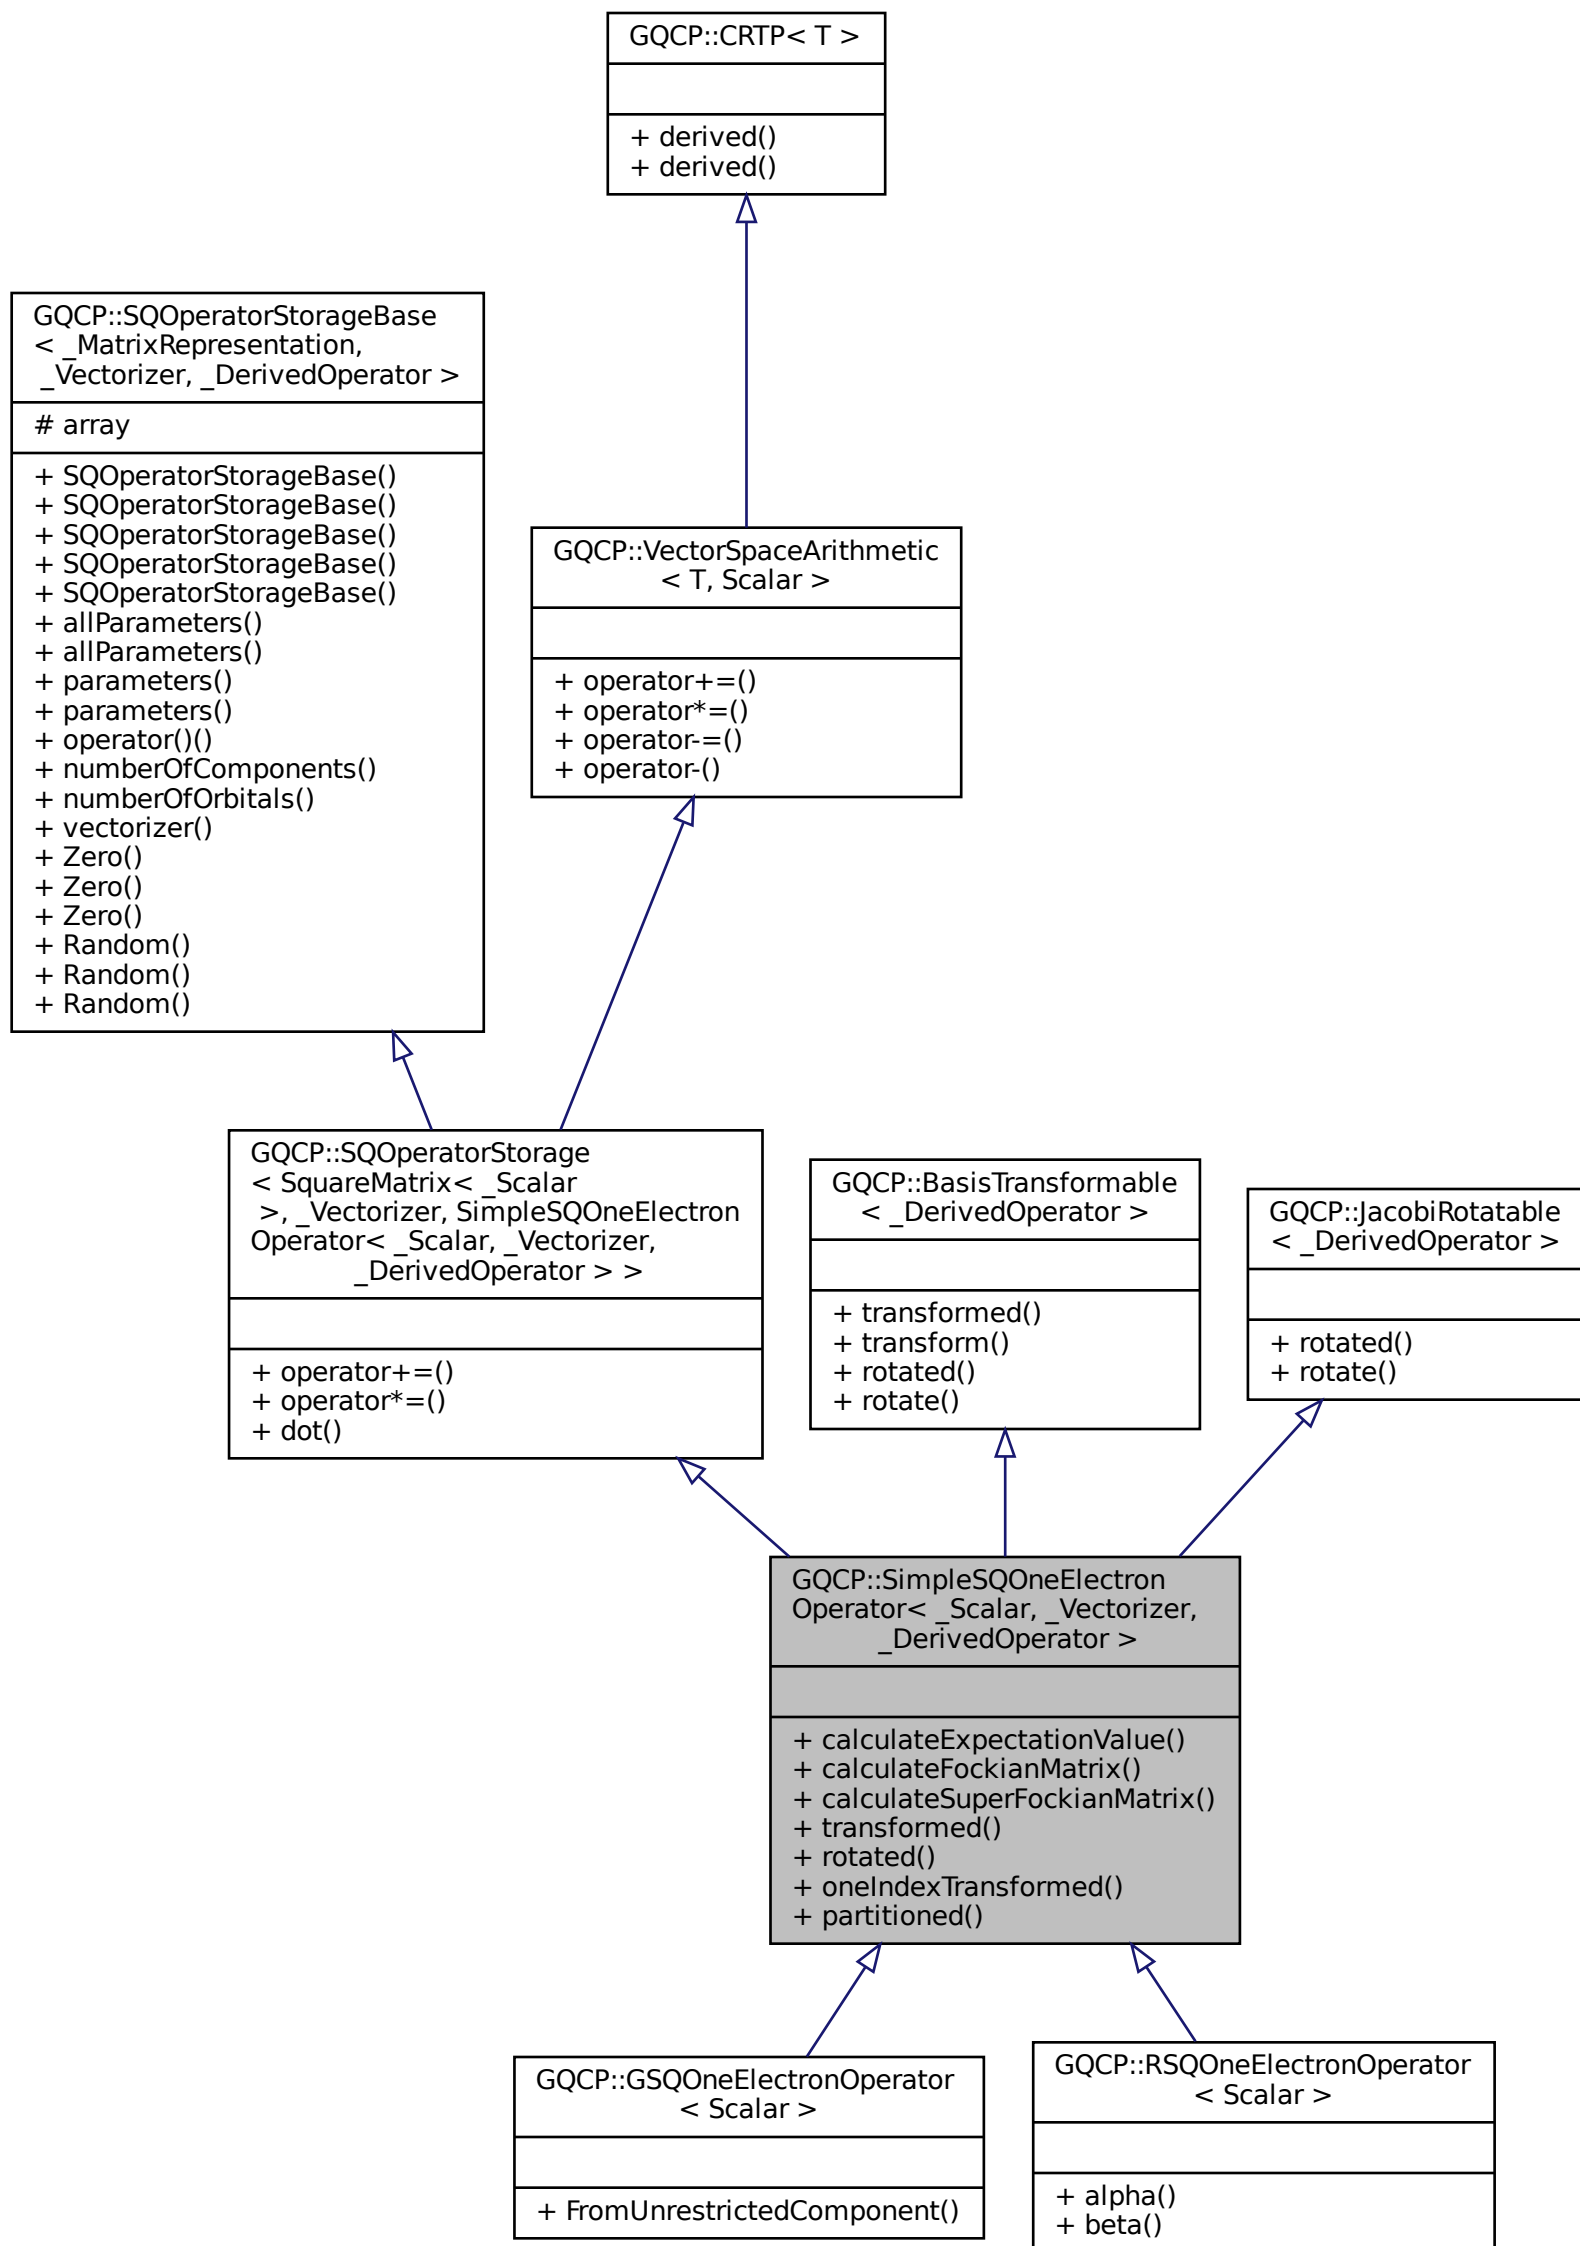 GQCP::CRTP< T >
+ derived()
+ derived()
GQCP::SQOperatorStorageBase
< _MatrixRepresentation,
_Vectorizer, _DerivedOperator >
# array
+ SQOperatorStorageBase()
+ SQOperatorStorageBase()
+ SQOperatorStorageBase()
+ SQOperatorStorageBase()
+ SQOperatorStorageBase()
+ allParameters()
+ allParameters()
+ parameters()
+ parameters()
+ operator()()
+ numberOfComponents()
+ numberOfOrbitals()
+ vectorizer()
+ Zero()
+ Zero()
+ Zero()
+ Random()
+ Random()
+ Random()
GQCP::VectorSpaceArithmetic
< T, Scalar >
+ operator+=()
+ operator*=()
+ operator-=()
+ operator-()
GQCP::SQOperatorStorage
< SquareMatrix< _Scalar
>, _Vectorizer, SimpleSQOneElectron
Operator< _Scalar, _Vectorizer,
_DerivedOperator > >
+ operator+=()
+ operator*=()
+ dot()
GQCP::BasisTransformable
< _DerivedOperator >
+ transformed()
+ transform()
+ rotated()
+ rotate()
GQCP::JacobiRotatable
< _DerivedOperator >
+ rotated()
+ rotate()
GQCP::SimpleSQOneElectron
Operator< _Scalar, _Vectorizer,
_DerivedOperator >
+ calculateExpectationValue()
+ calculateFockianMatrix()
+ calculateSuperFockianMatrix()
+ transformed()
+ rotated()
+ oneIndexTransformed()
+ partitioned()
GQCP::GSQOneElectronOperator
< Scalar >
+ FromUnrestrictedComponent()
GQCP::RSQOneElectronOperator
< Scalar >
+ alpha()
+ beta()